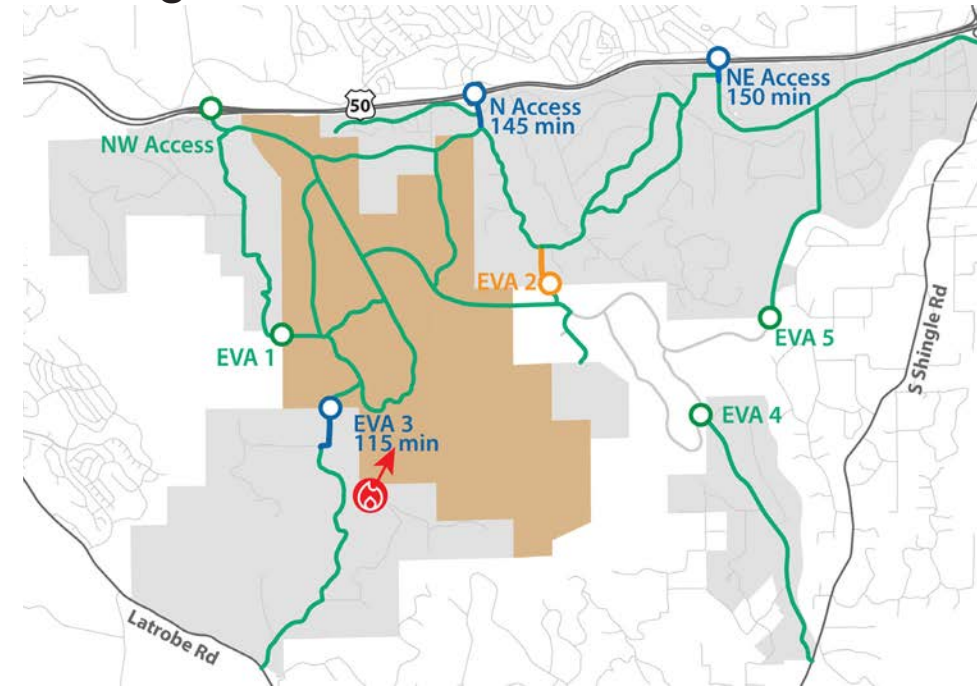 50
NW Access
N Access
145 min
NE Access
150 min
EVA 2
EVA 1
EVA 5
S Shingle Rd
EVA 3
115 min
EVA 4
Latrobe Rd